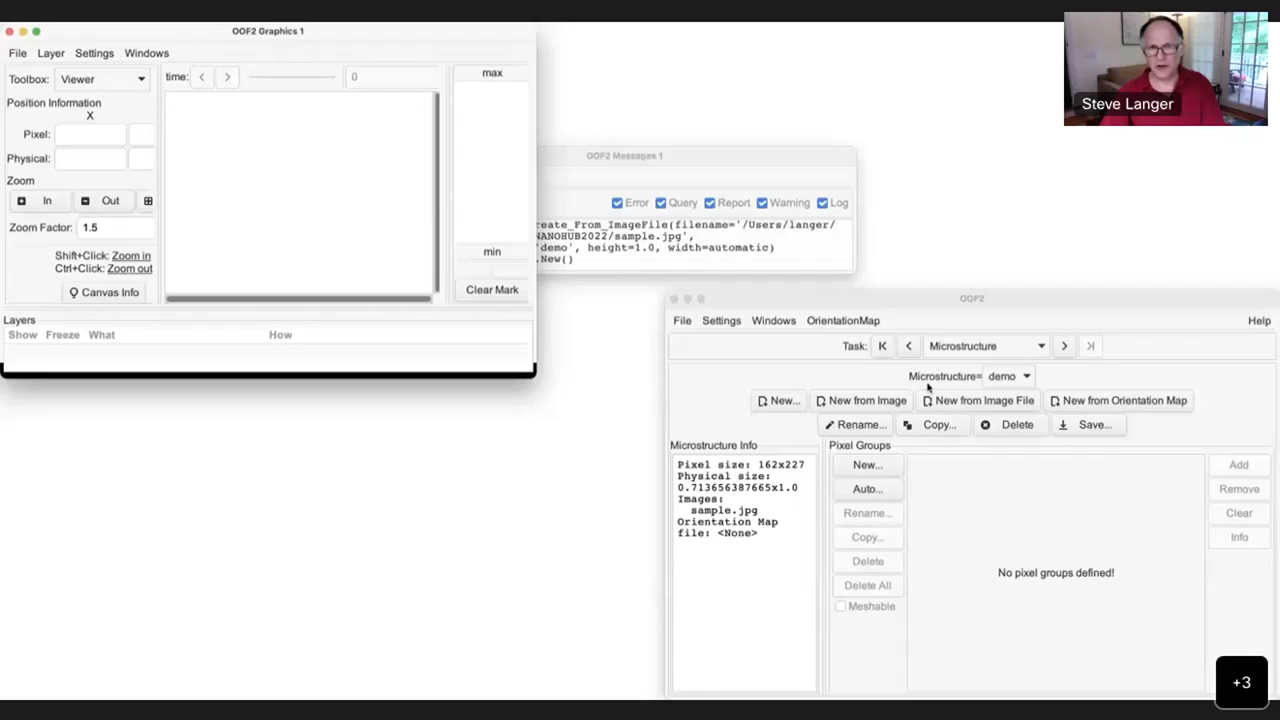 OOF2 Graphics 1
File Layer Settings Windows
Toolbox: Viewer
time: 0
max
Position Information
X
Pixel:
Physical:
Zoom
In Out
Zoom Factor: 1.5
Shift+Click: Zoom in
Ctrl+Click: Zoom out
Canvas Info
min
Clear Mark
Layers
Show Freeze What How
OOF2 Messages 1
Error Query Report Warning Log
reate_From_ImageFile(filename='/Users/langer/
NANOHUB2022/sample.jpg',
'demo', height=1.0, width=automatic)
.New()
Steve Langer
OOF2
File Settings Windows OrientationMap Help
Task: Microstructure
Microstructure= demo
New... New from Image New from Image File New from Orientation Map
Rename... Copy... Delete Save...
Microstructure Info
Pixel size: 162x227
Physical size:
0.713656387665x1.0
Images:
sample.jpg
Orientation Map
file: <None>
Pixel Groups
New...
Auto...
Rename...
Copy...
Delete
Delete All
Meshable
No pixel groups defined!
Add
Remove
Clear
Info
+3